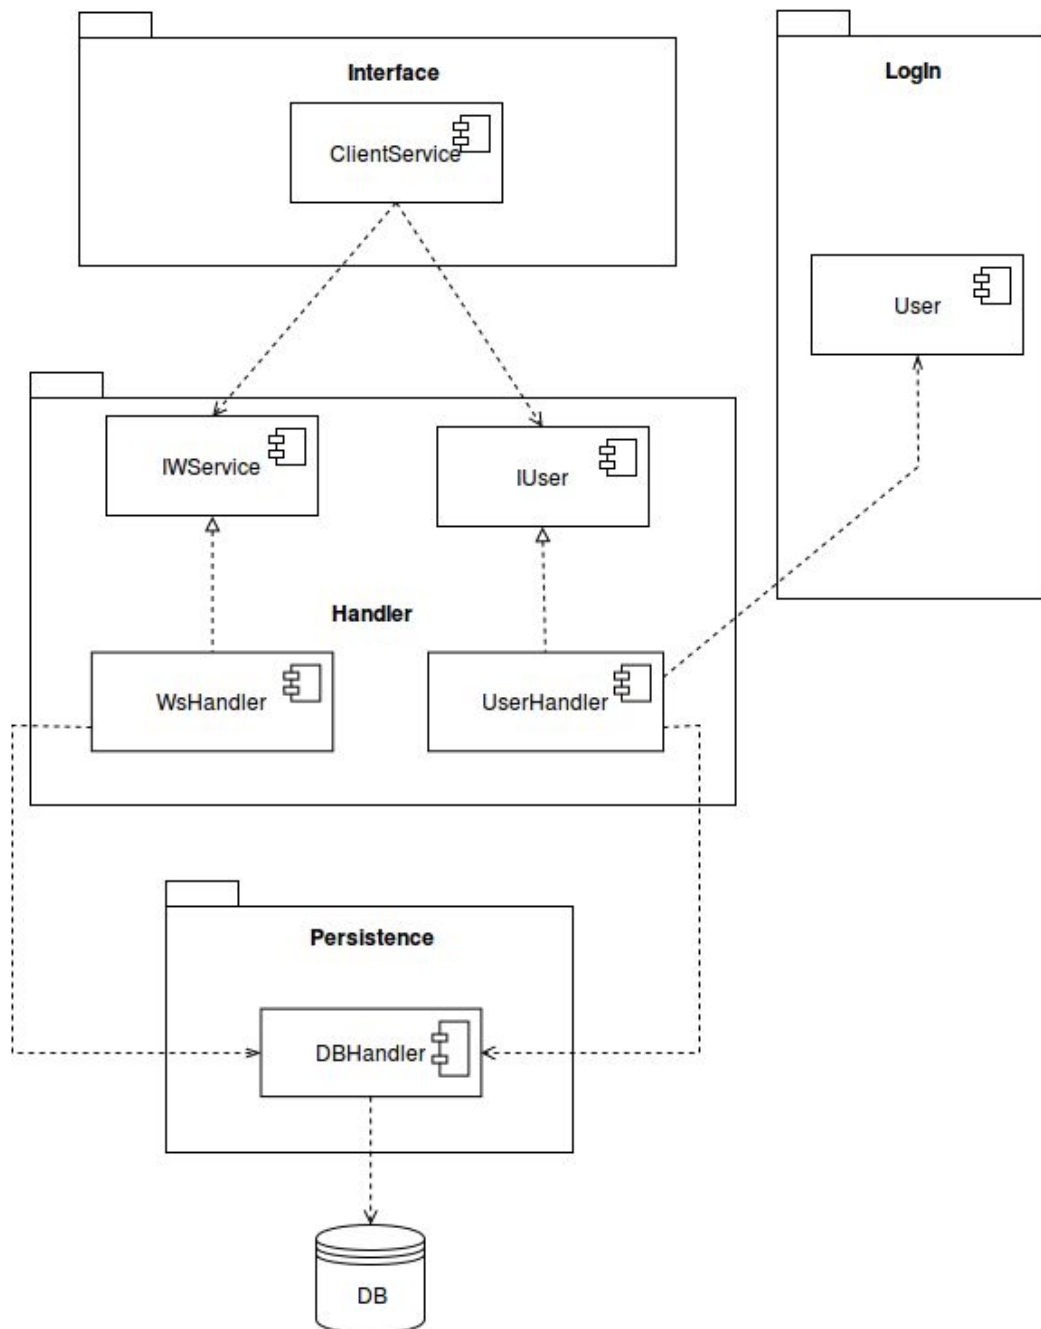 Interface
LogIn
ClientService
User
IWService
IUser
Handler
WsHandler
UserHandler
Persistence
DBHandler
DB